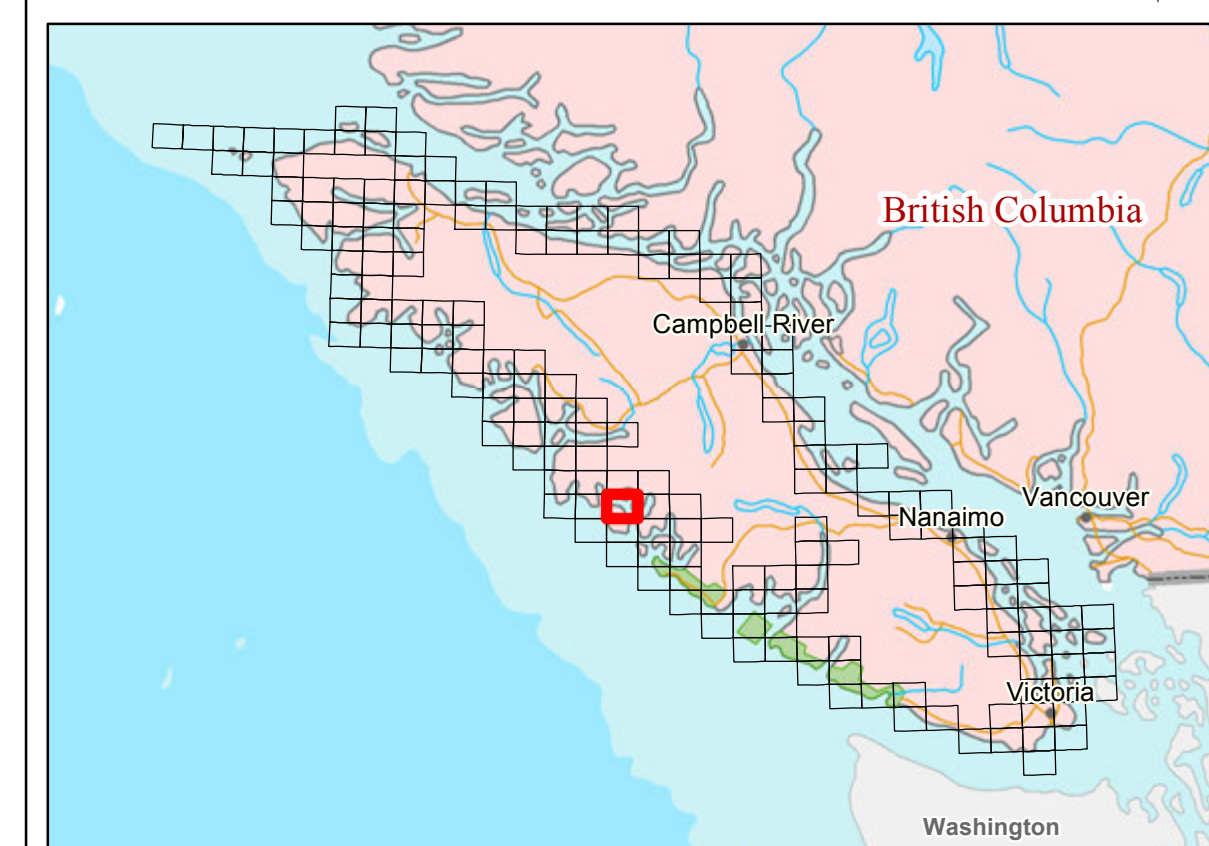 British Columbia
Campbell River
Vancouver
Nanaimo
Victoria
Washington